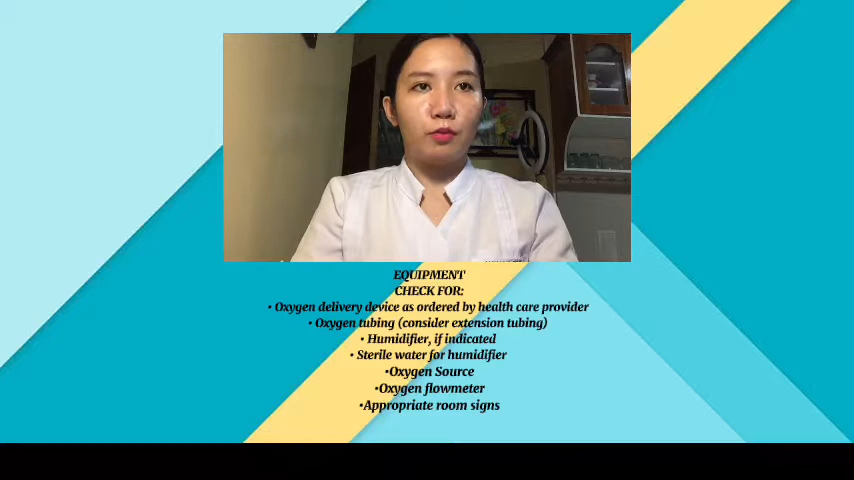 EQUIPMENT
CHECK FOR:
• Oxygen delivery device as ordered by health care provider
• Oxygen tubing (consider extension tubing)
• Humidifier, if indicated
• Sterile water for humidifier
•Oxygen Source
•Oxygen flowmeter
•Appropriate room signs